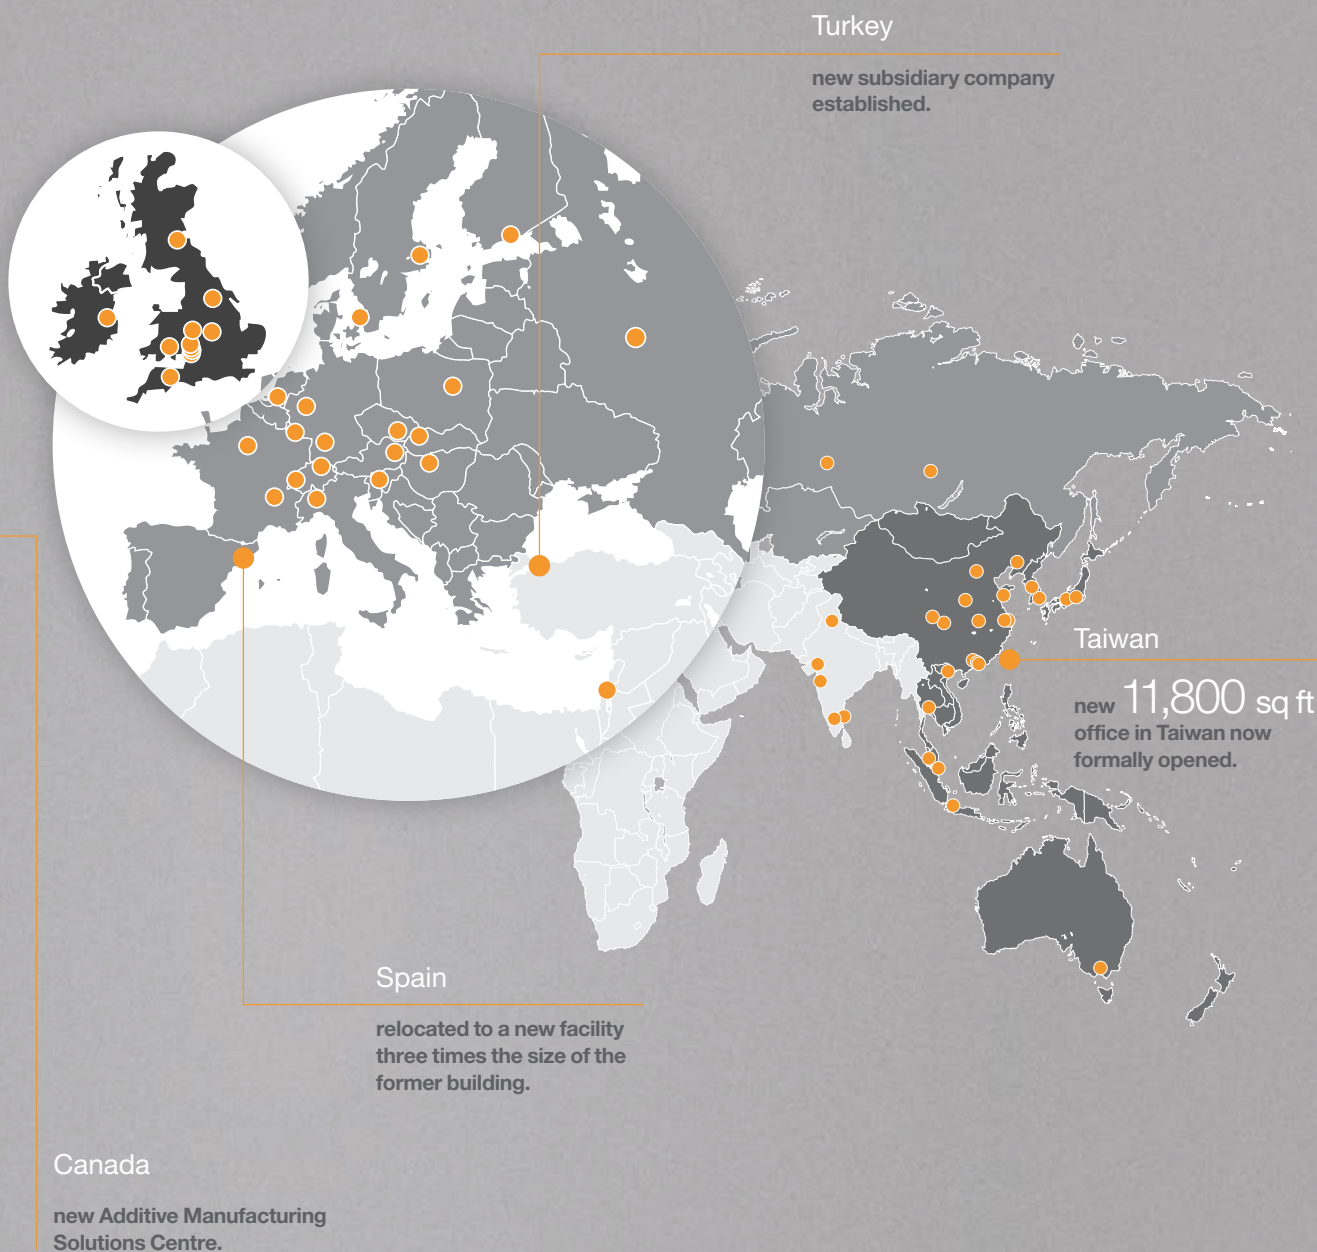 Turkey
new subsidiary company
established.
Taiwan
new 11,800 sq ft
office in Taiwan now
formally opened.
Spain
relocated to a new facility
three times the size of the
former building.
Canada
new Additive Manufacturing
Solutions Centre.